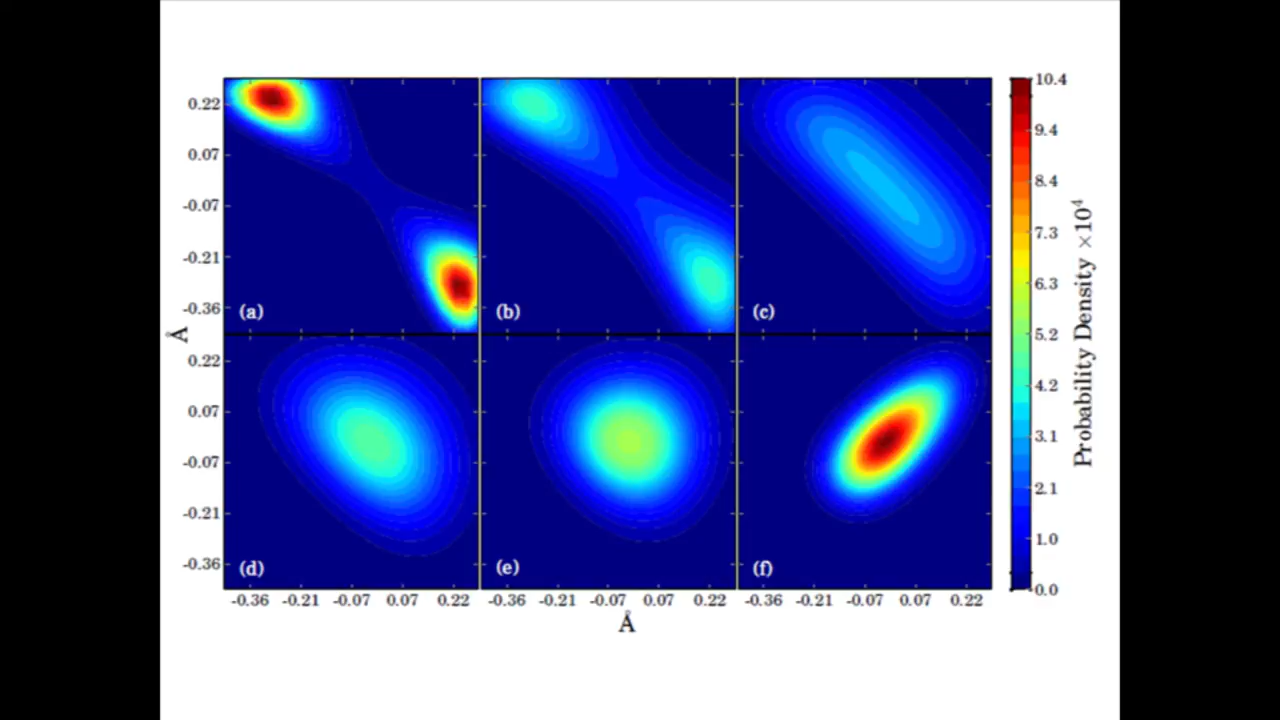 0.22
0.07
-0.07
-0.21
-0.36
(a)
(b)
(c)
Å
0.22
0.07
-0.07
-0.21
-0.36
(d)
(e)
(f)
-0.36 -0.21 -0.07 0.07 0.22
-0.36 -0.21 -0.07 0.07 0.22
-0.36 -0.21 -0.07 0.07 0.22
Å
10.4
9.4
8.4
7.3
6.3
5.2
4.2
3.1
2.1
1.0
0.0
Probability Density ×10⁴